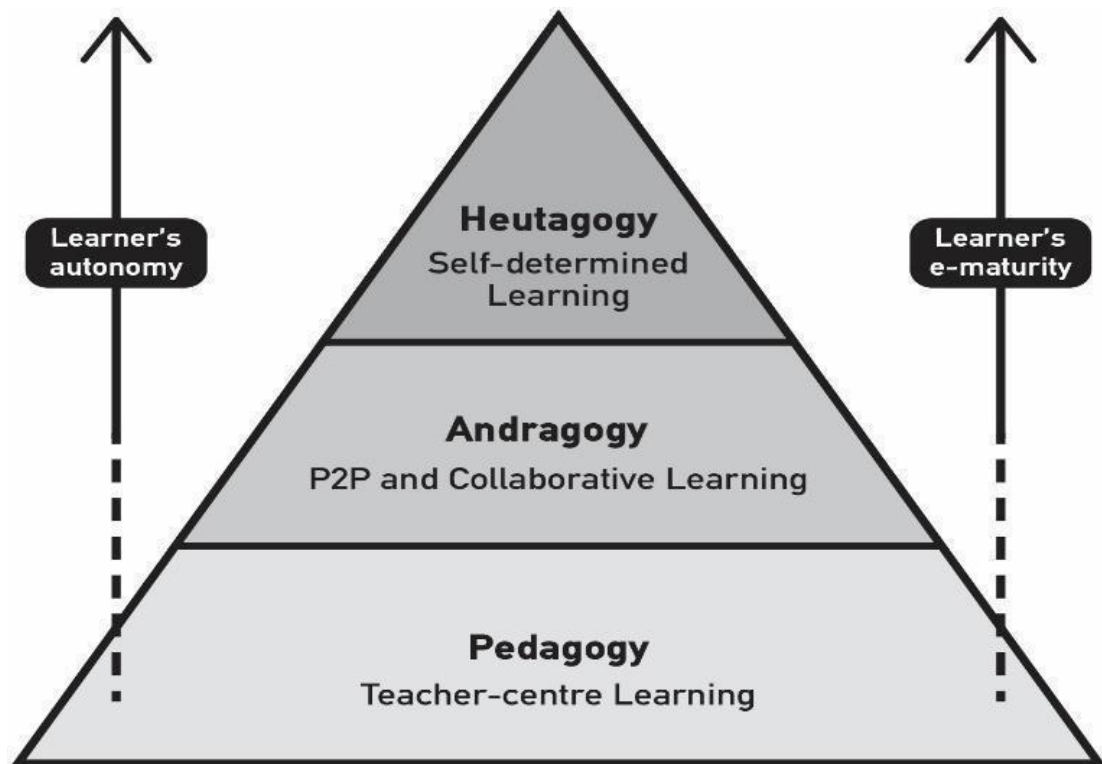 Heutagogy
Self-determined
Learning
Learner's
autonomy
Learner's
e-maturity
Andragogy
P2P and Collaborative Learning
Pedagogy
Teacher-centre Learning